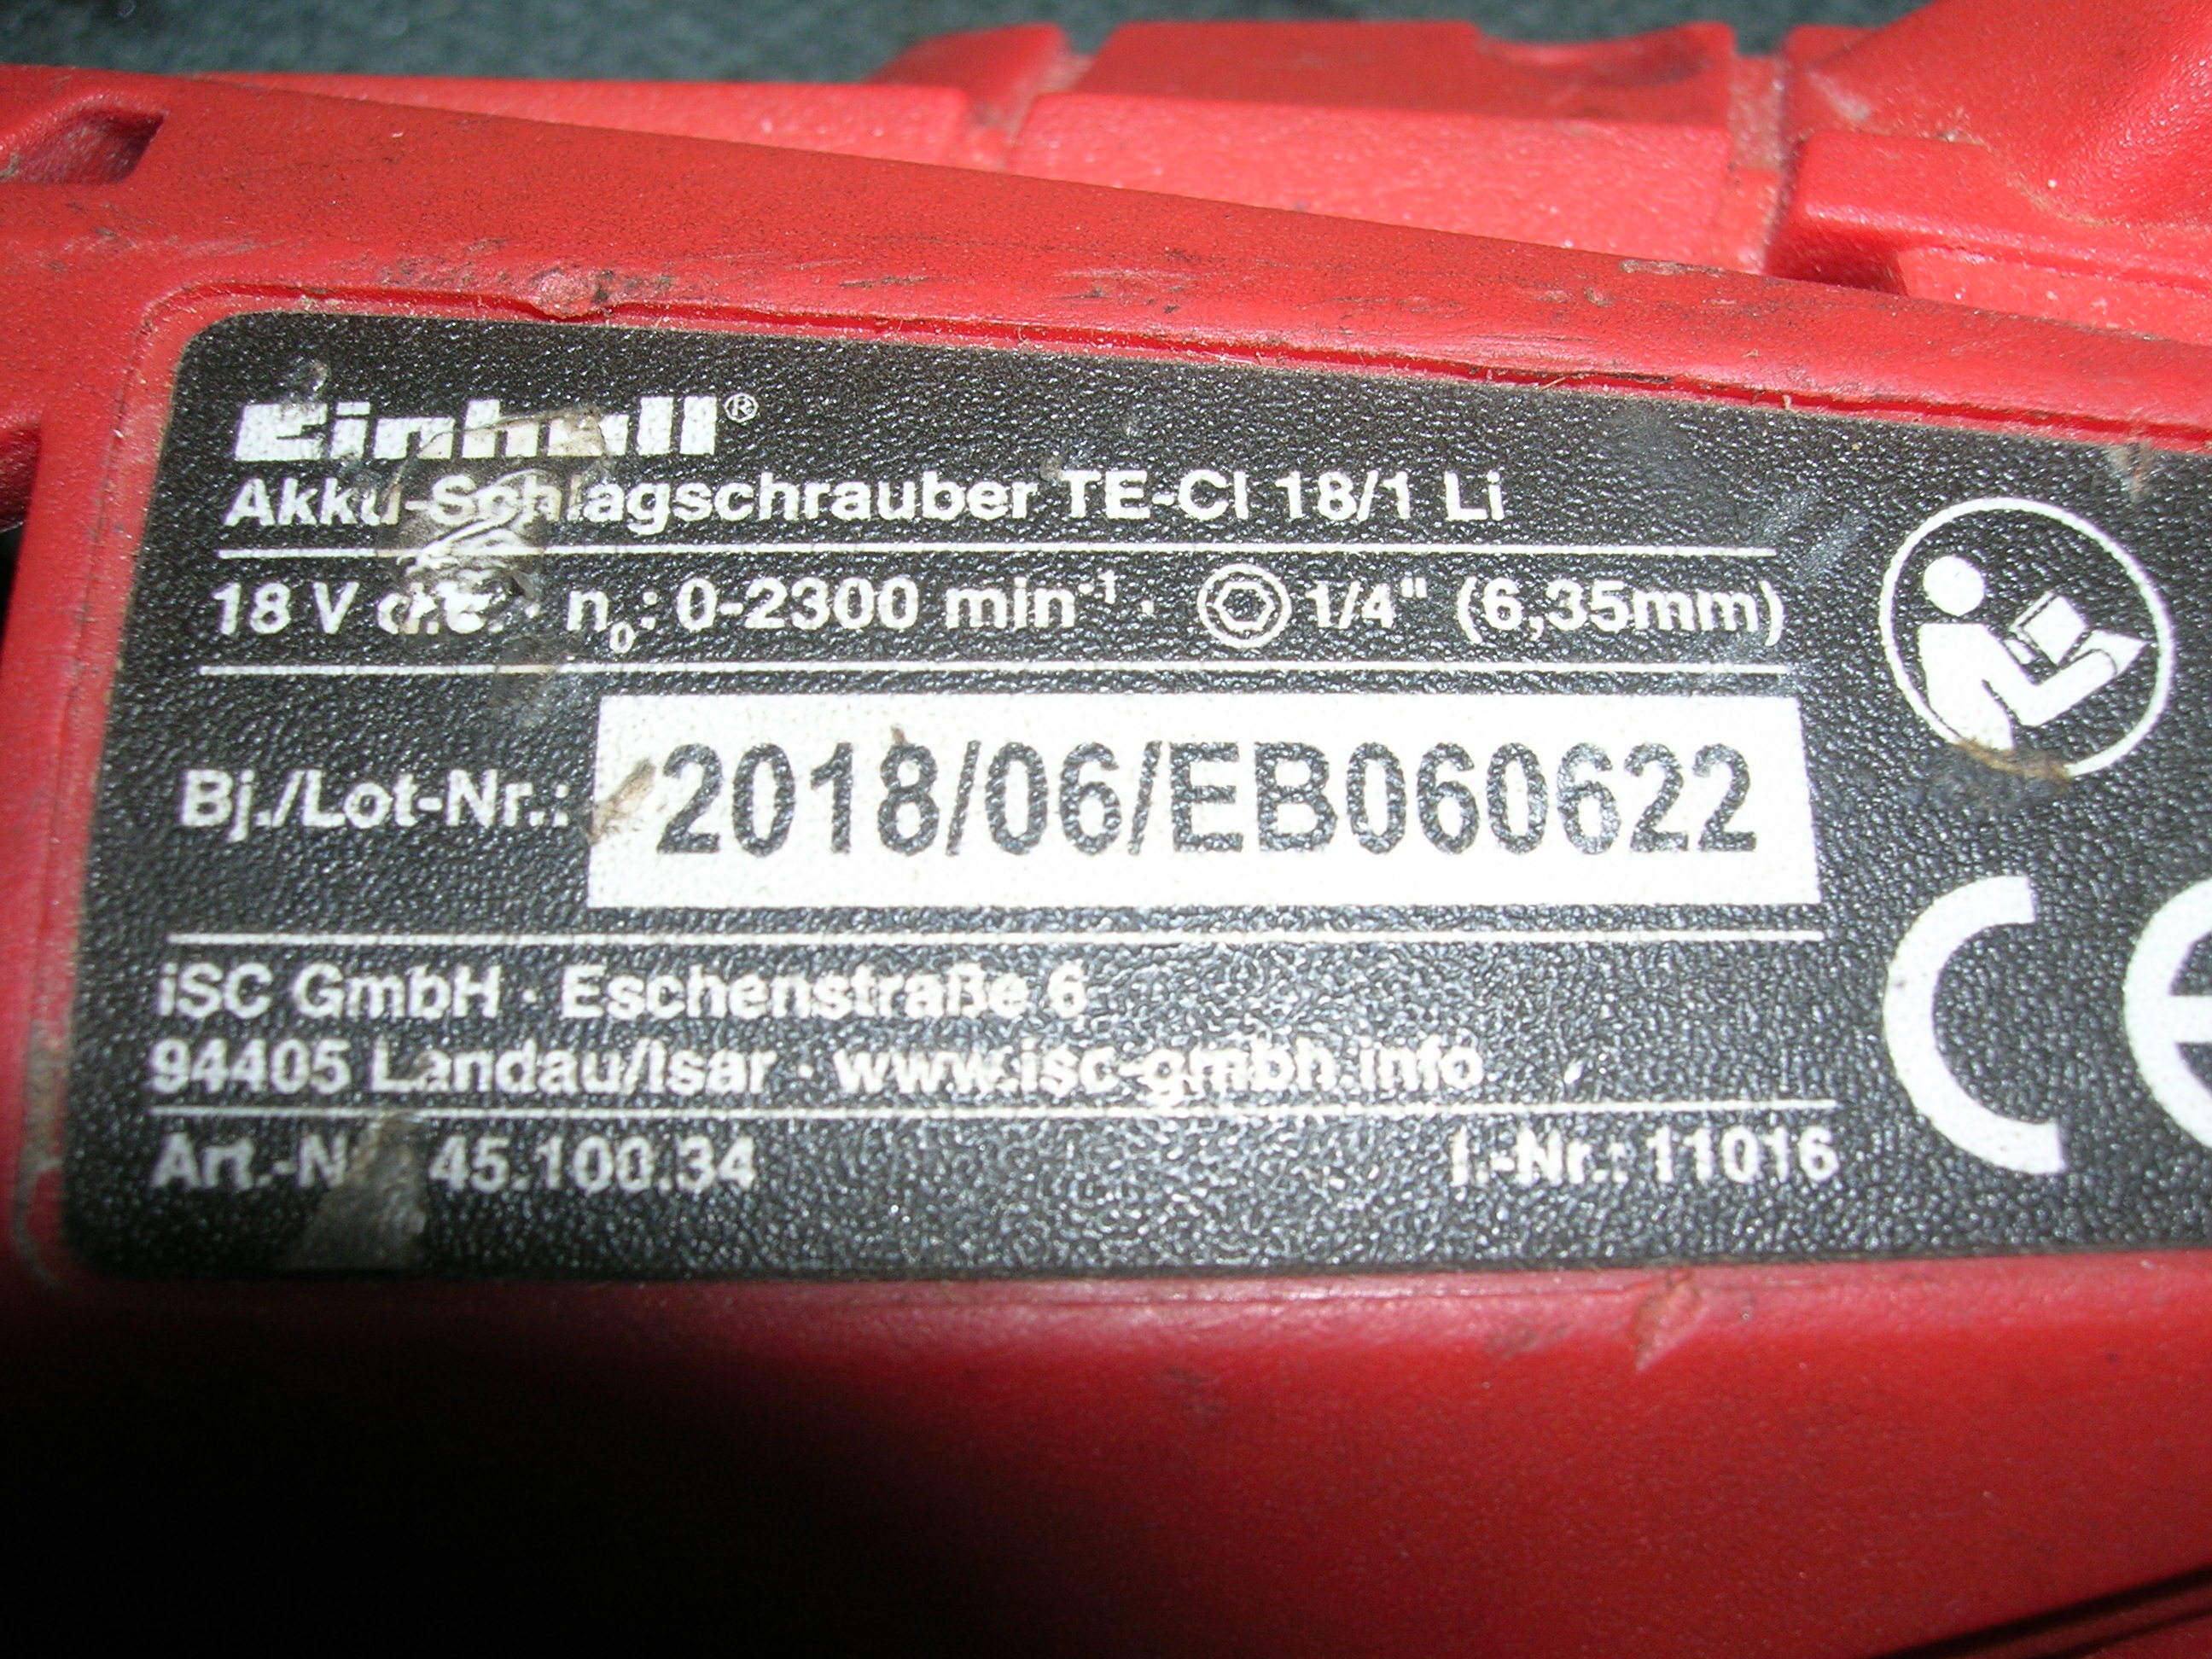 Einhell®
Akku-Schlagschrauber TE-CI 18/1 Li
18 V d.c. · n₀: 0-2300 min⁻¹ · 1/4" (6,35mm)
Bj./Lot-Nr.: 2018/06/EB060622
iSC GmbH · Eschenstraße 6
94405 Landau/Isar · www.isc-gmbh.info
Art.-N 45.100.34 I.-Nr.: 11016
CE